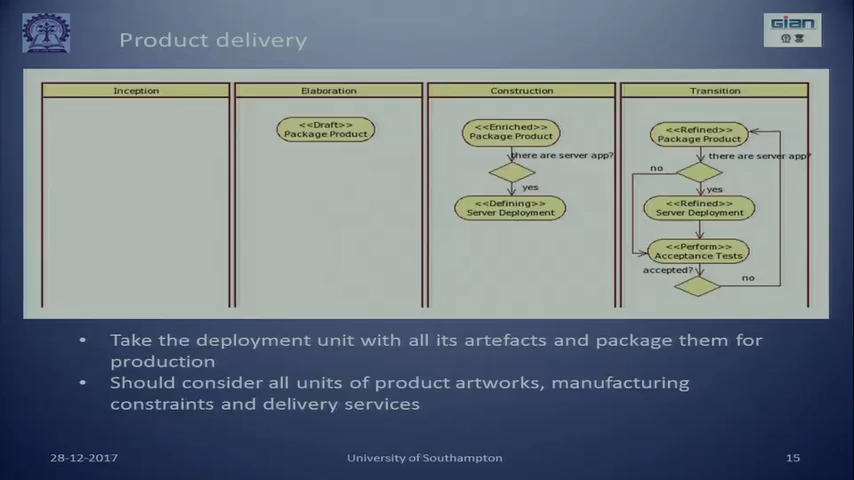 Product delivery
GIAN
Inception
Elaboration
Construction
Transition
<<Draft>>
Package Product
<<Enriched>>
Package Product
there are server app?
yes
<<Defining>>
Server Deployment
<<Refined>>
Package Product
there are server app?
no
yes
<<Refined>>
Server Deployment
<<Perform>>
Acceptance Tests
accepted?
no
• Take the deployment unit with all its artefacts and package them for
production
• Should consider all units of product artworks, manufacturing
constraints and delivery services
28-12-2017
University of Southampton
15